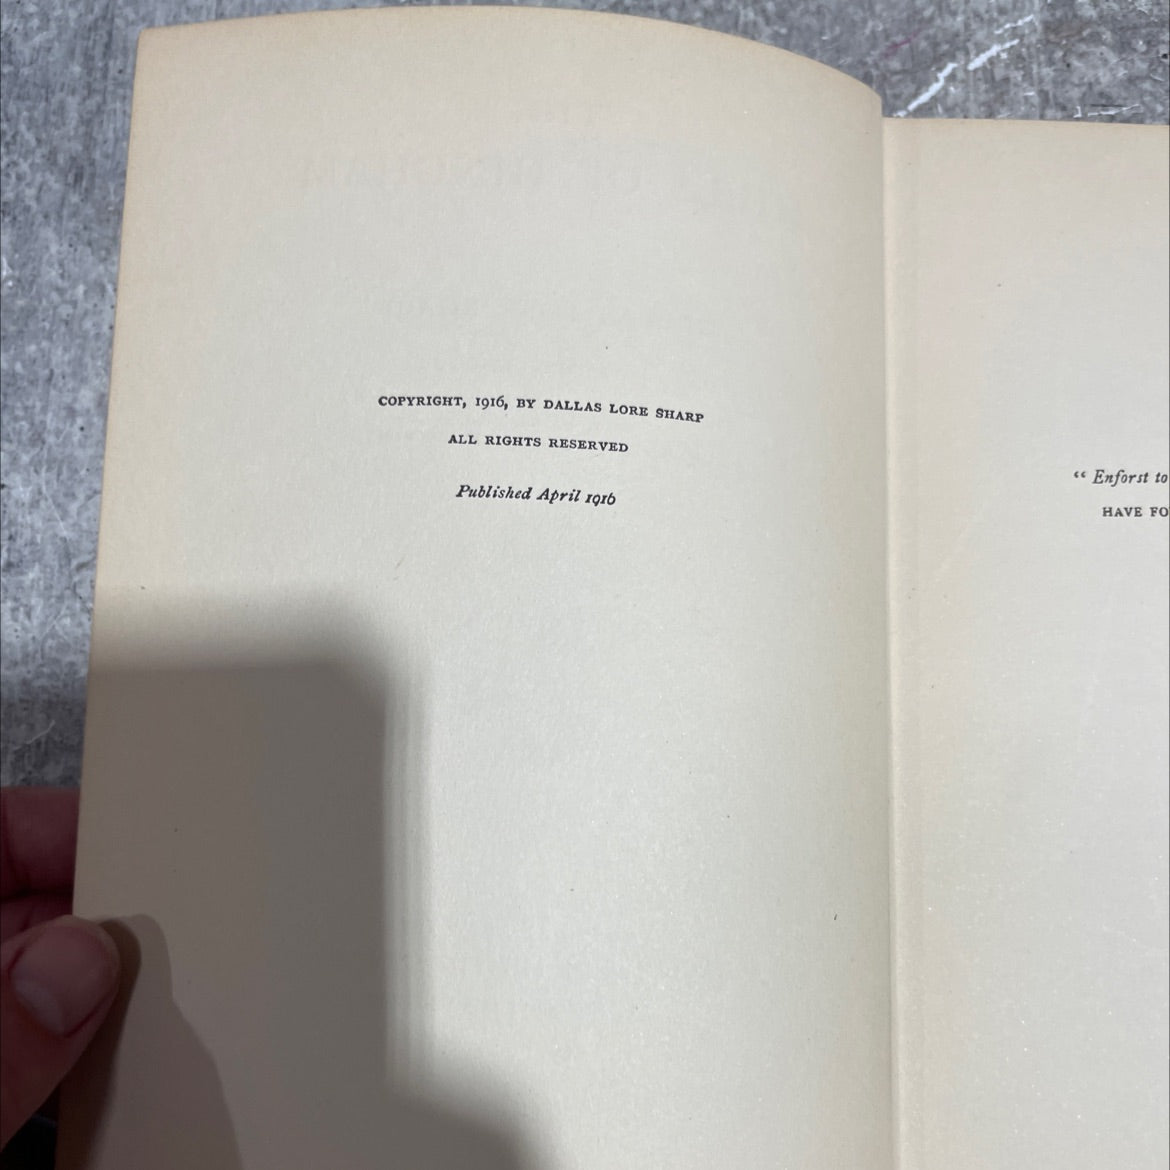 COPYRIGHT, 1916, BY DALLAS LORE SHARP
ALL RIGHTS RESERVED
Published April 1916
“ Enforst to
HAVE FO